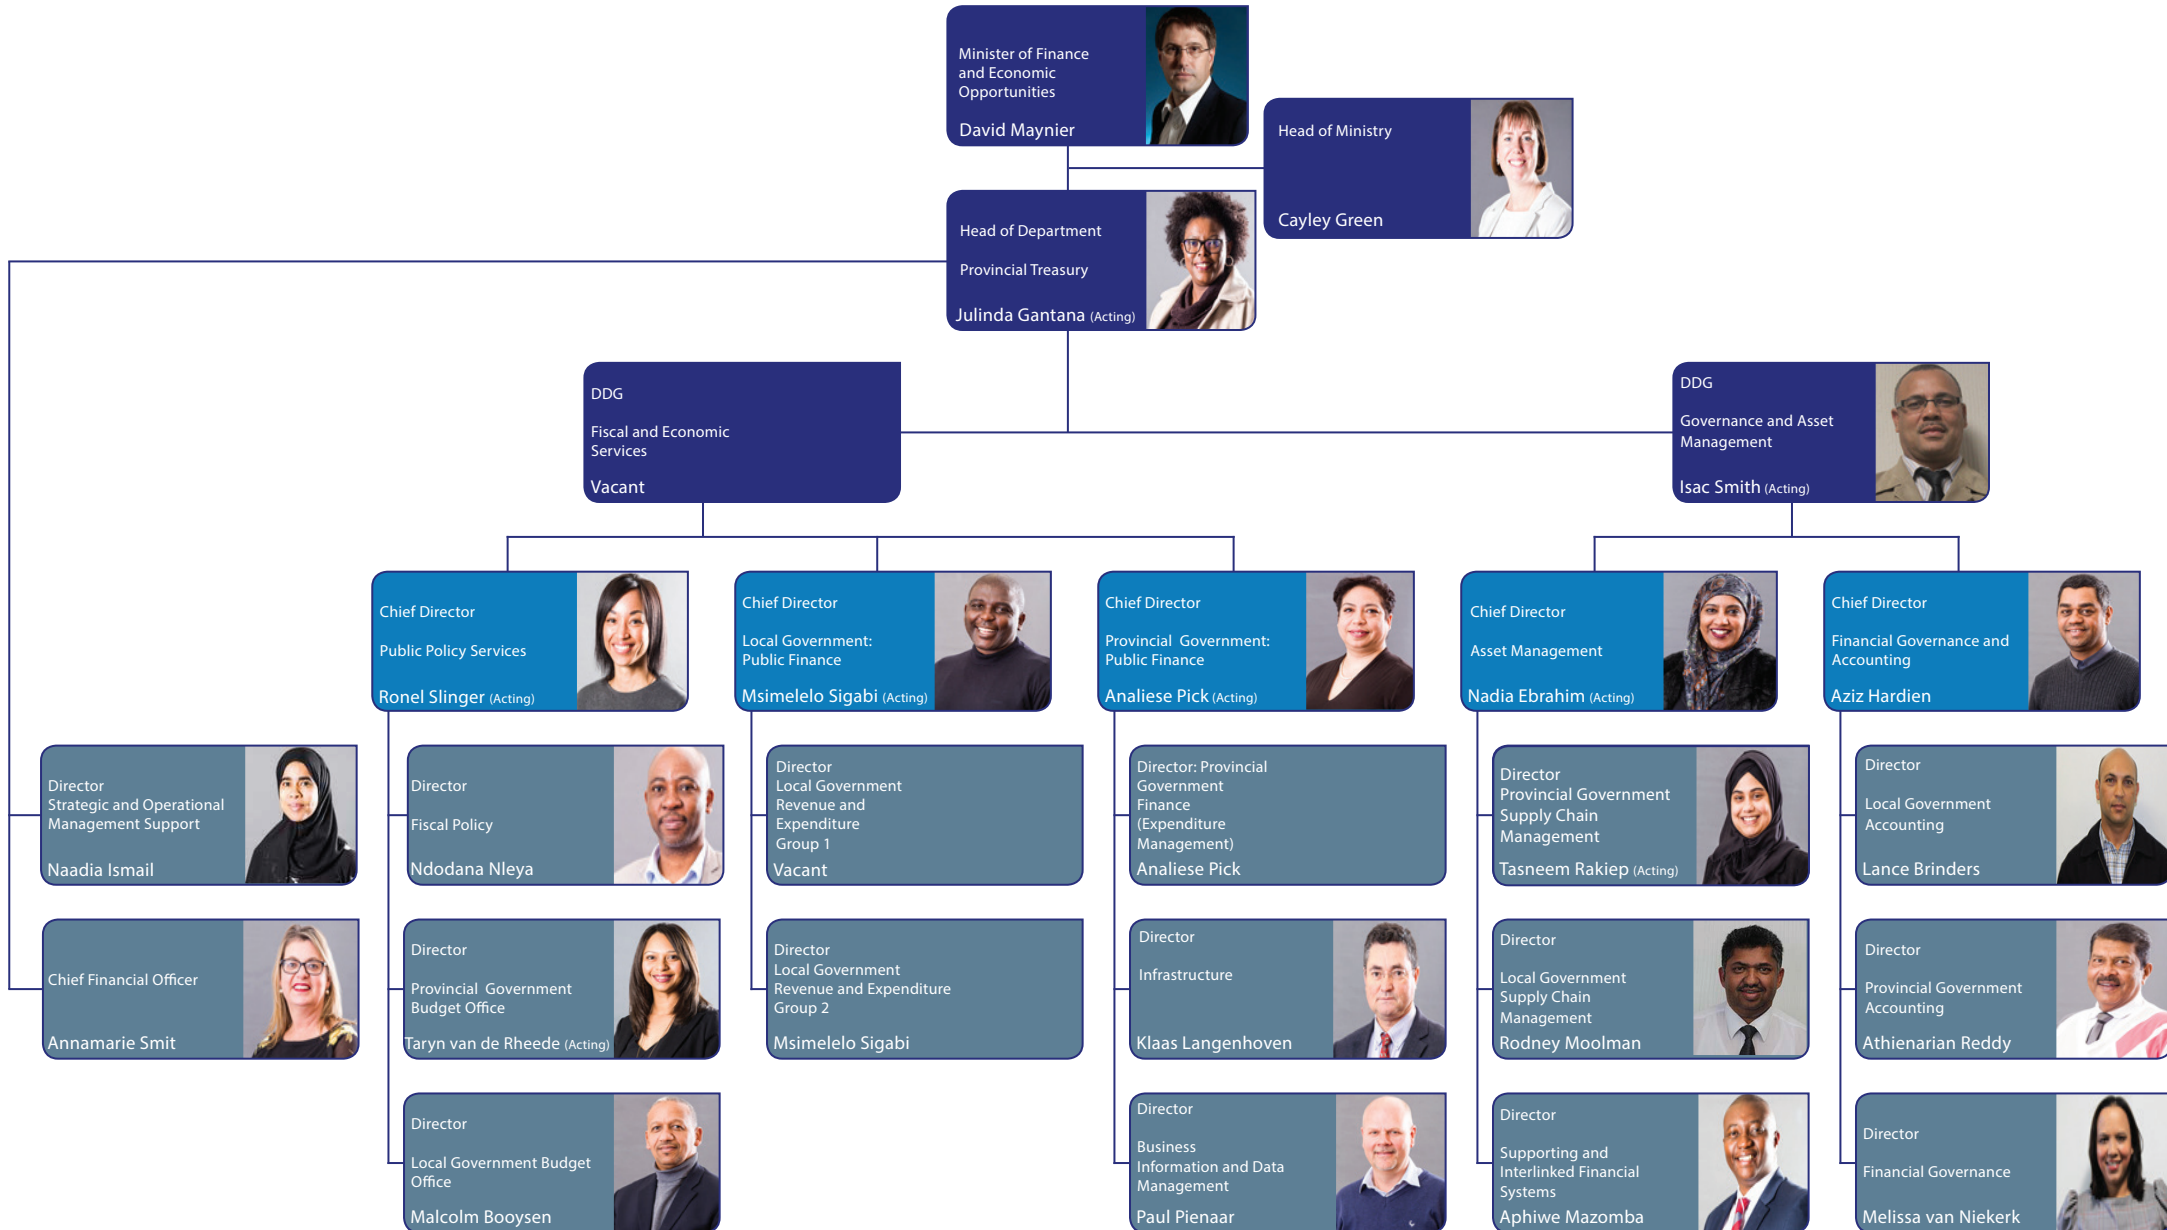 Minister of Finance
and Economic
Opportunities
David Maynier
Head of Ministry
Cayley Green
Head of Department
Provincial Treasury
Julinda Gantana (Acting)
DDG
Fiscal and Economic
Services
Vacant
DDG
Governance and Asset
Management
Isac Smith (Acting)
Chief Director
Public Policy Services
Ronel Slinger (Acting)
Chief Director
Local Government:
Public Finance
Msimelelo Sigabi (Acting)
Chief Director
Provincial Government:
Public Finance
Analiese Pick (Acting)
Chief Director
Asset Management
Nadia Ebrahim (Acting)
Chief Director
Financial Governance and
Accounting
Aziz Hardien
Director
Strategic and Operational
Management Support
Naadia Ismail
Director
Fiscal Policy
Ndodana Nleya
Director
Local Government
Revenue and
Expenditure
Group 1
Vacant
Director: Provincial
Government
Finance
(Expenditure
Management)
Analiese Pick
Director
Provincial Government
Supply Chain
Management
Tasneem Rakiep (Acting)
Director
Local Government
Accounting
Lance Brinders
Chief Financial Officer
Annamarie Smit
Director
Provincial Government
Budget Office
Taryn van de Rheede (Acting)
Director
Local Government
Revenue and Expenditure
Group 2
Msimelelo Sigabi
Director
Infrastructure
Klaas Langenhoven
Director
Local Government
Supply Chain
Management
Rodney Moolman
Director
Provincial Government
Accounting
Athienarian Reddy
Director
Local Government Budget
Office
Malcolm Booysen
Director
Business
Information and Data
Management
Paul Pienaar
Director
Supporting and
Interlinked Financial
Systems
Aphiwe Mazomba
Director
Financial Governance
Melissa van Niekerk